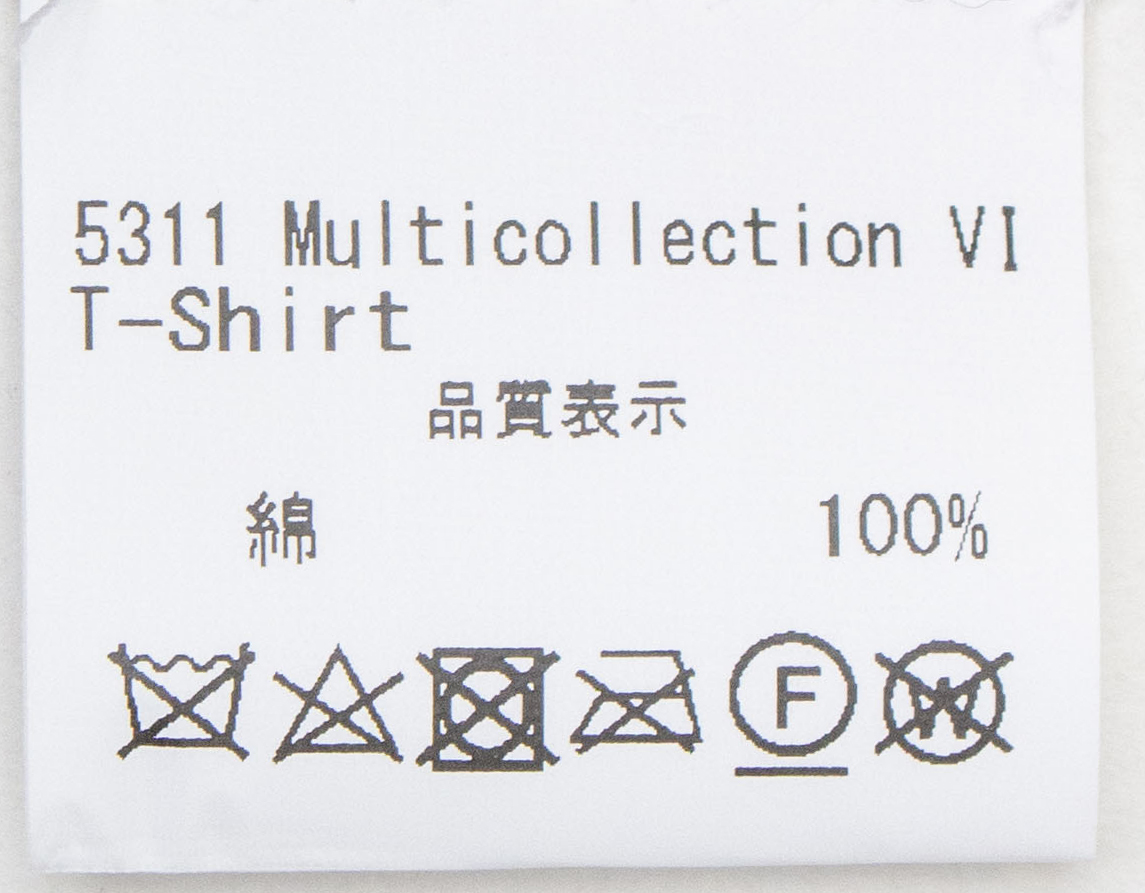 5311 Multicollection VI
T-Shirt
品質表示
綿 100%
F W